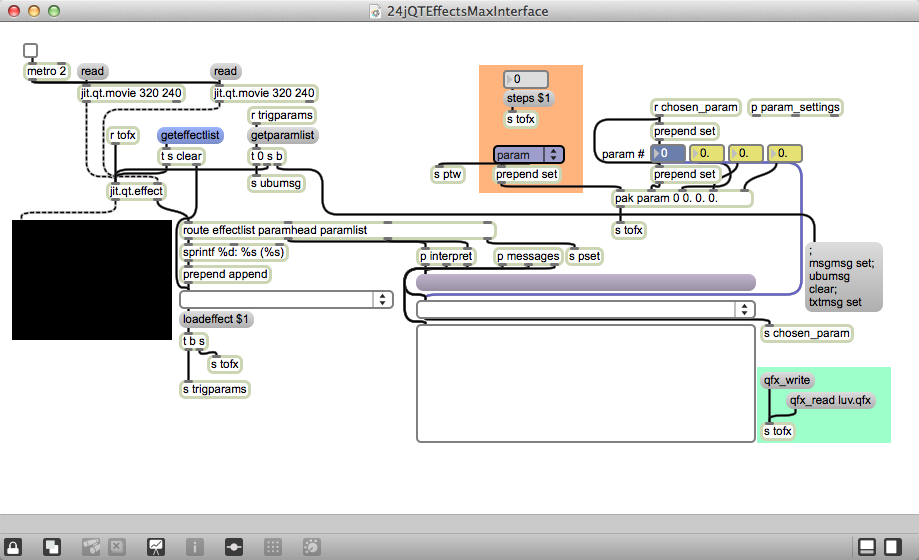 24jQTEffectsMaxInterface
metro 2
read
read
jit.qt.movie 320 240
jit.qt.movie 320 240
r trigparams
r tofx
geteffectlist
getparamlist
t s clear
t 0 s b
s ubumsg
jit.qt.effect
0
steps $1
s tofx
param
s ptw
prepend set
r chosen_param
p param_settings
prepend set
param #
0
0.
0.
0.
prepend set
pak param 0 0. 0. 0.
s tofx
route effectlist paramhead paramlist
sprintf %d: %s (%s)
prepend append
p interpret
p messages
s pset
;
msgmsg set;
ubumsg
clear;
txtmsg set
loadeffect $1
t b s
s tofx
s trigparams
s chosen_param
qfx_write
qfx_read luv.qfx
s tofx